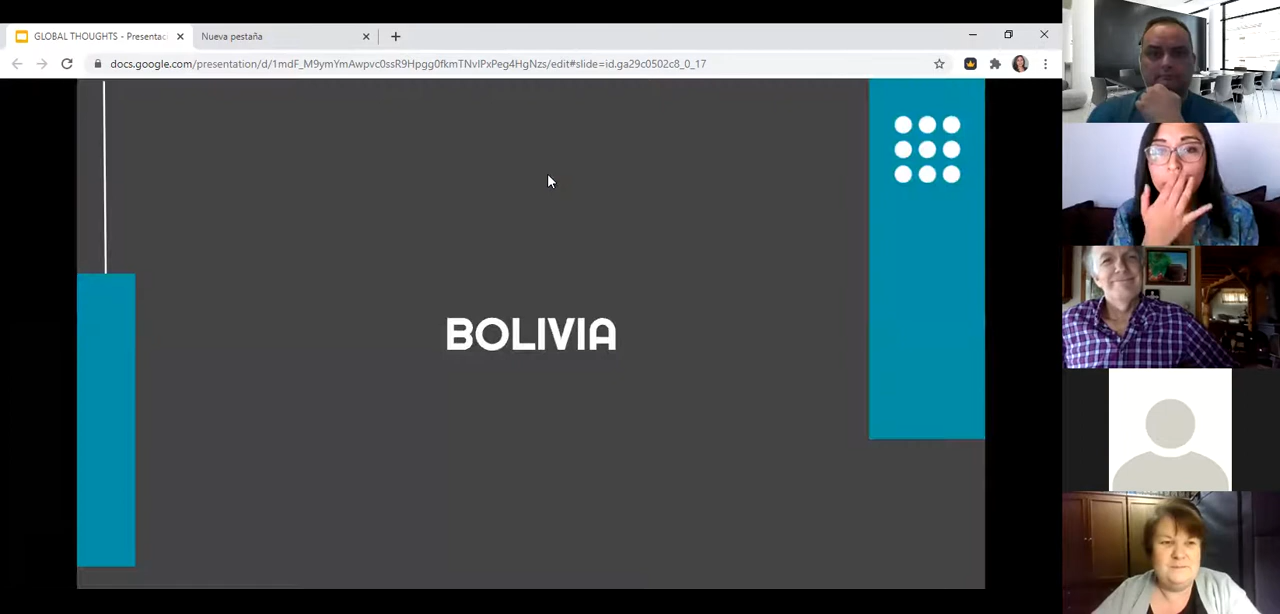 GLOBAL THOUGHTS - Presentac
Nueva pestaña
docs.google.com/presentation/d/1mdF_M9ymYmAwpvc0ssR9Hpgg0fkmTNvIPxPeg4HgNzs/edit#slide=id.ga29c0502c8_0_17
BOLIVIA